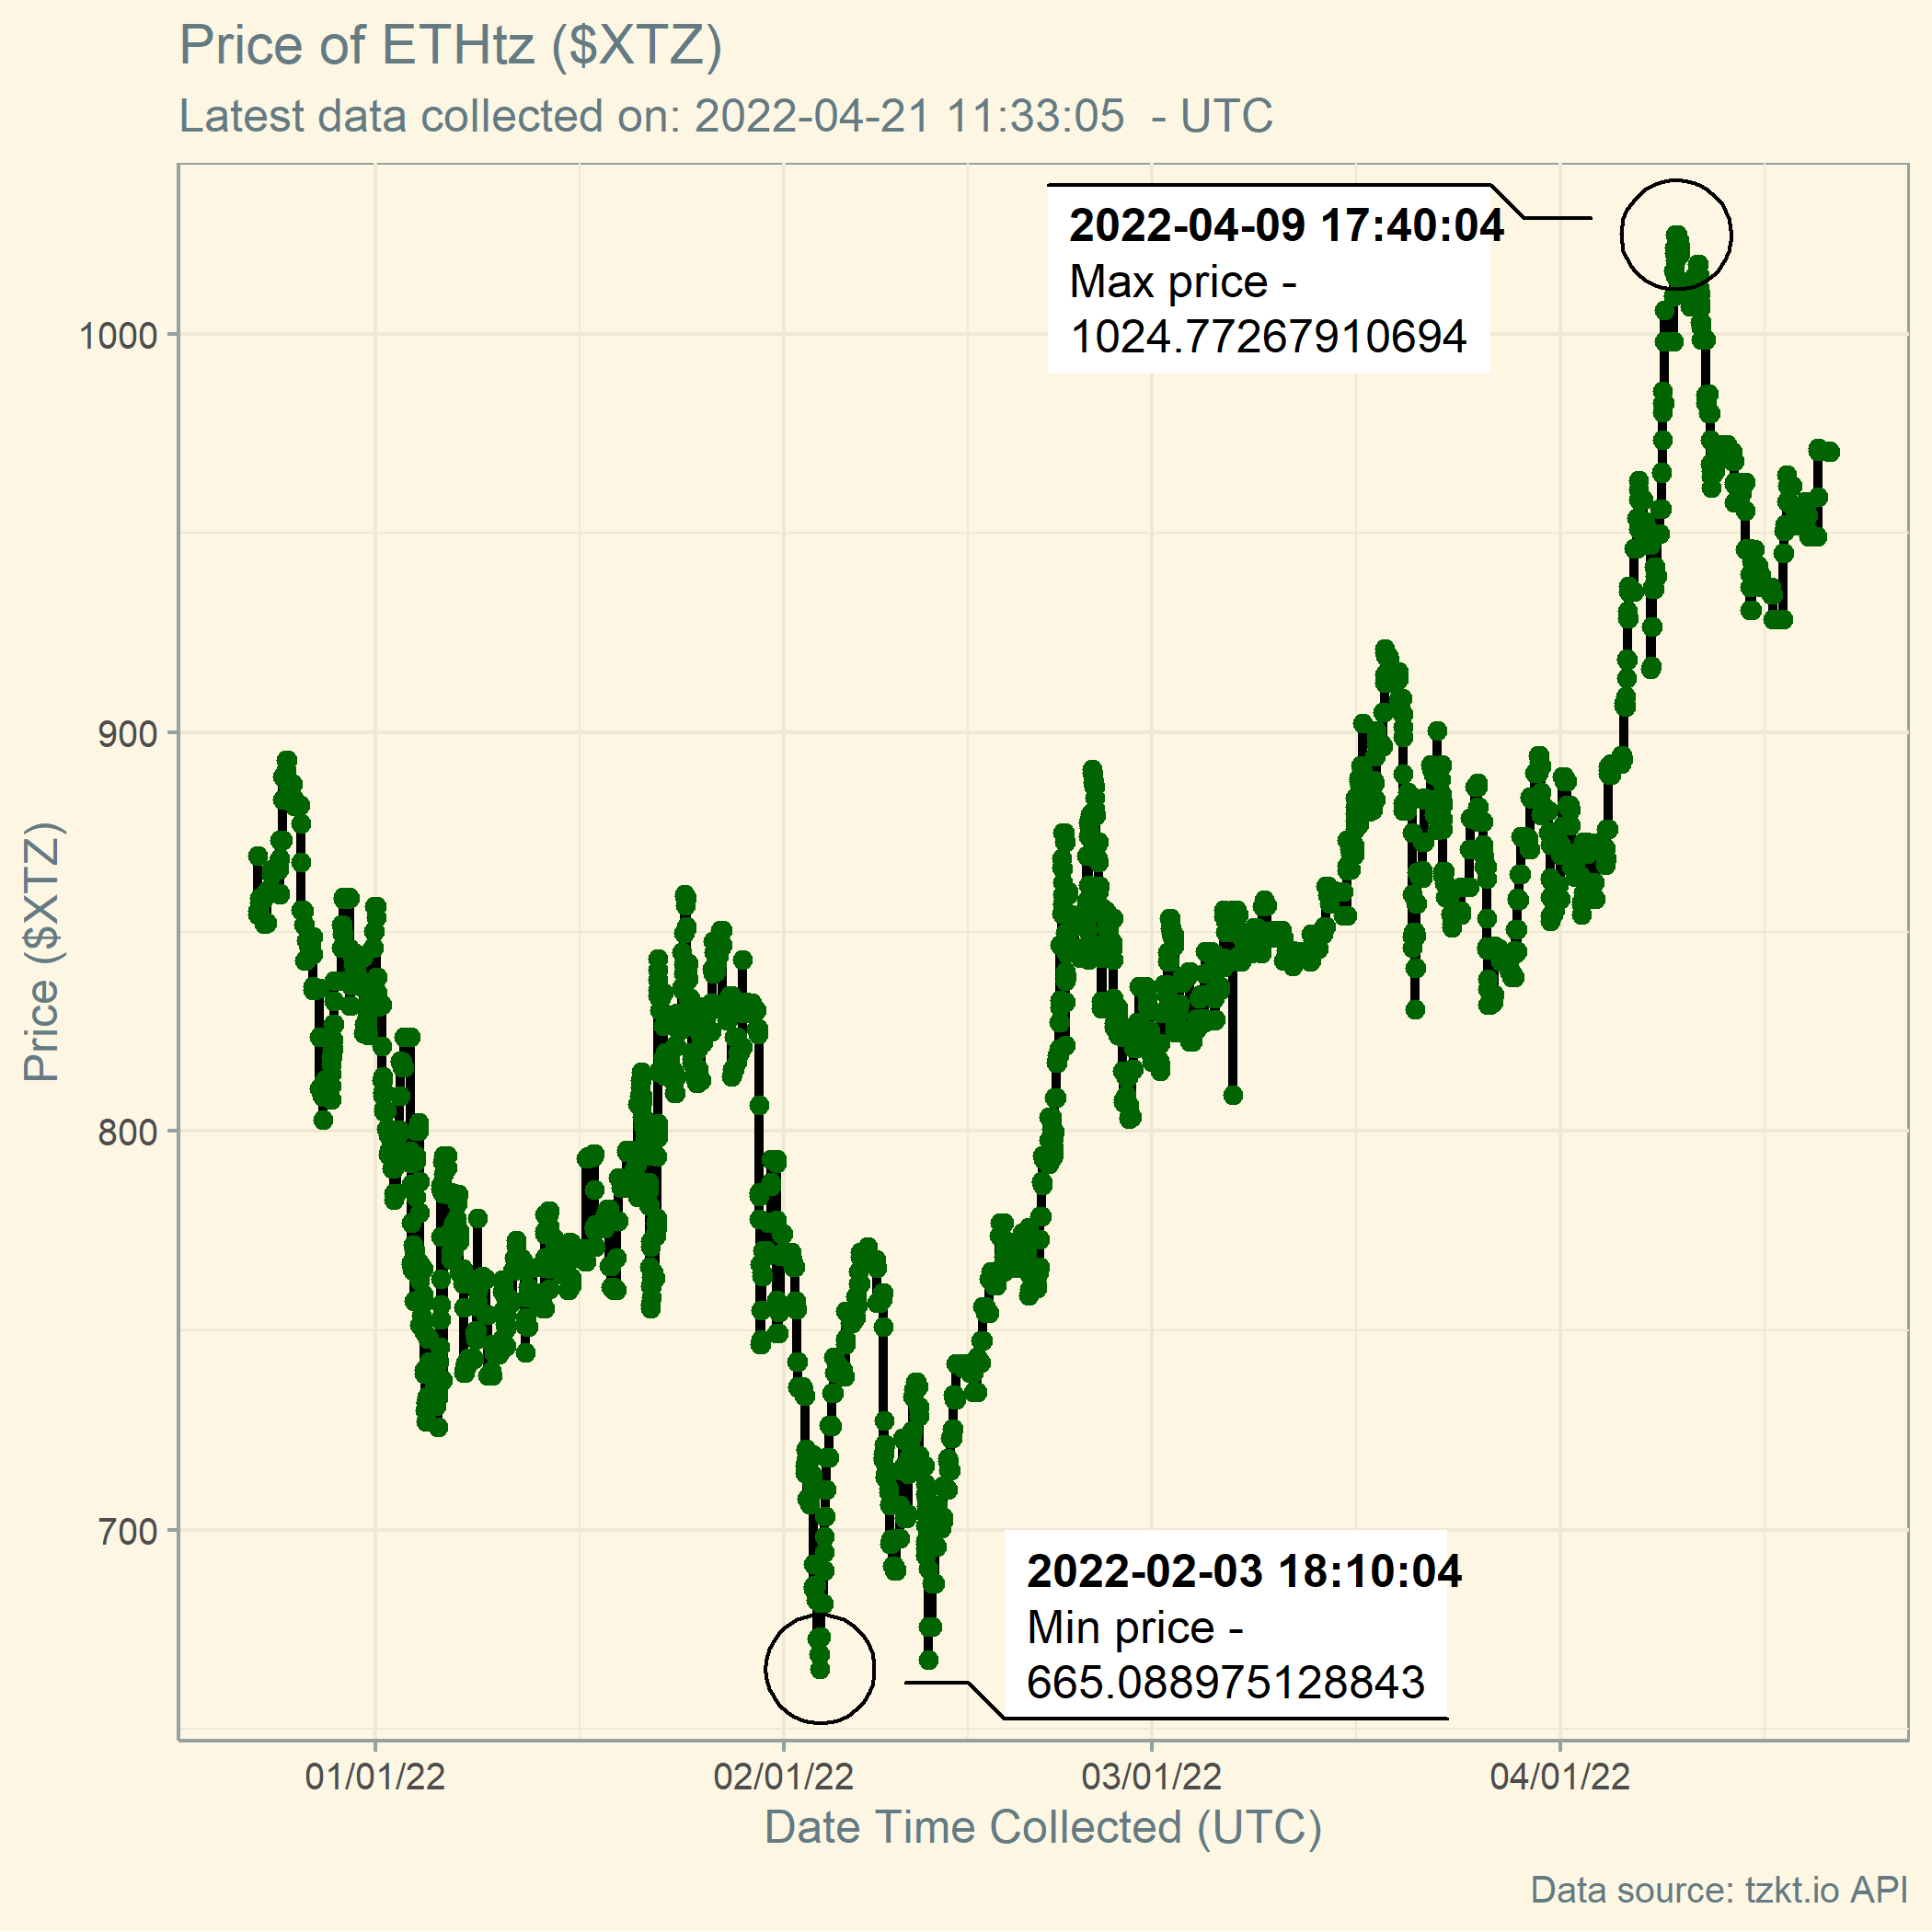 Price of ETHtz ($XTZ)
Latest data collected on: 2022-04-21 11:33:05  - UTC
2022-04-09 17:40:04
Max price -
1024.77267910694
1000
900
800
700
Price ($XTZ)
2022-02-03 18:10:04
Min price -
665.088975128843
01/01/22
02/01/22
03/01/22
04/01/22
Date Time Collected (UTC)
Data source: tzkt.io API